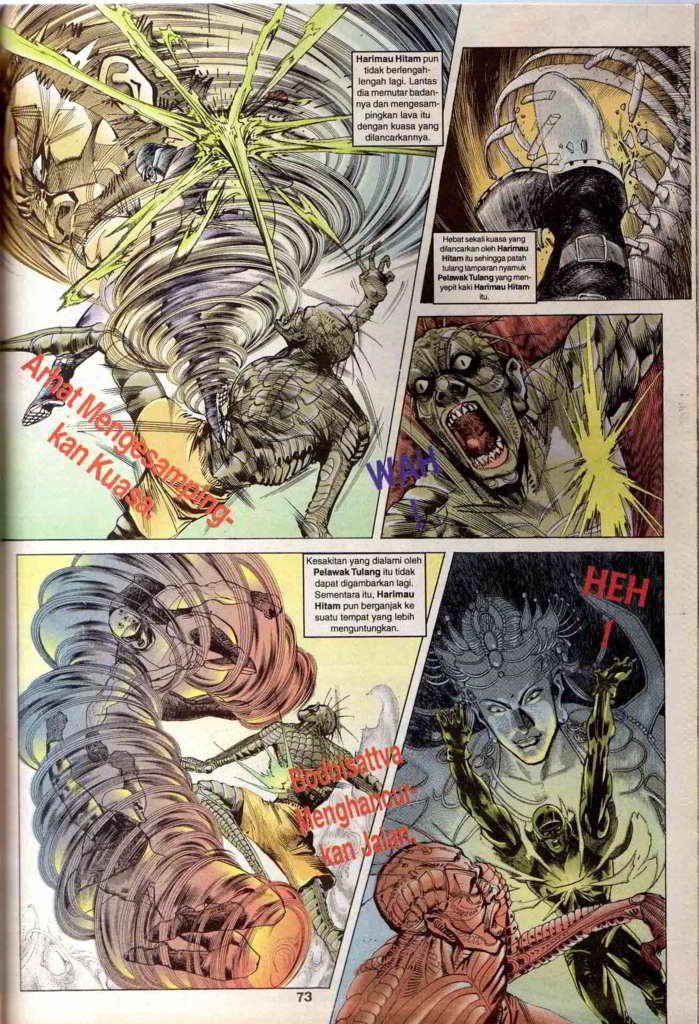 Harimau Hitam pun
tidak berlengah-
lengah lagi. Lantas
dia memutar badan-
nya dan mengesam-
pingkan lava itu
dengan kuasa yang
dilancarkannya.
Hebat sekali kuasa yang
dilancarkan oleh Harimau
Hitam itu sehingga patah
tulang tamparan nyamuk
Pelawak Tulang yang men-
yepit kaki Harimau Hitam
itu.
Arhat Mengesamping-
kan Kuasa
WAH
!
Kesakitan yang dialami oleh
Pelawak Tulang itu tidak
dapat digambarkan lagi.
Sementara itu, Harimau
Hitam pun berganjak ke
suatu tempat yang lebih
menguntungkan.
HEH
!
Bodhisattva
Menghancur-
kan Jalan.
73